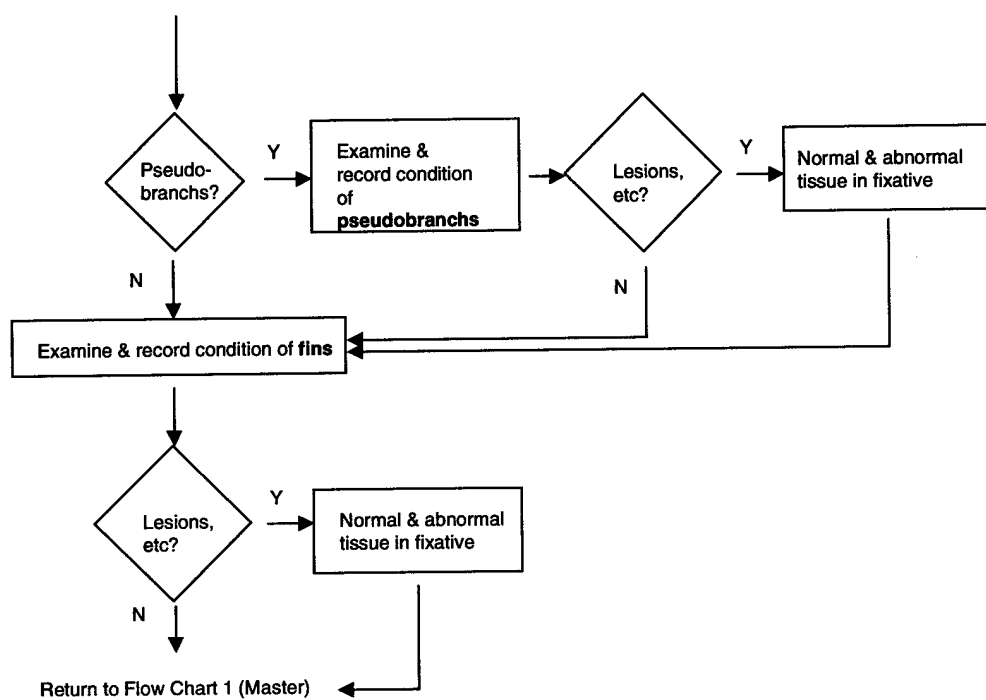 Pseudo-
branchs?
Y
Examine &
record condition
of
pseudobranchs
Lesions,
etc?
Y
Normal & abnormal
tissue in fixative
N
N
Examine & record condition of fins
Lesions,
etc?
Y
Normal & abnormal
tissue in fixative
N
Return to Flow Chart 1 (Master)